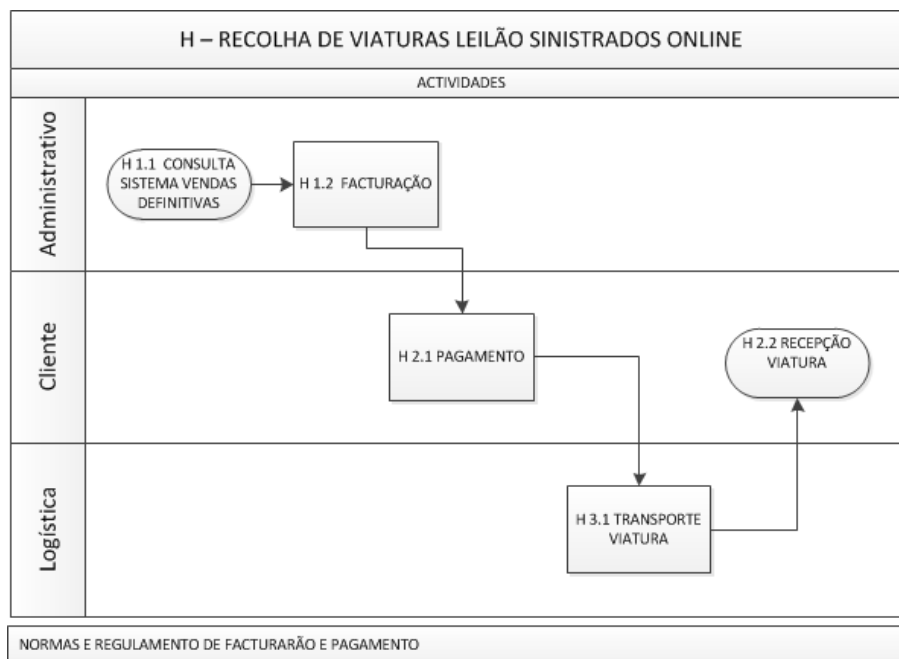 H – RECOLHA DE VIATURAS LEILÃO SINISTRADOS ONLINE
ACTIVIDADES
Administrativo
H 1.1 CONSULTA
SISTEMA VENDAS
DEFINITIVAS
H 1.2 FACTURAÇÃO
Cliente
H 2.1 PAGAMENTO
H 2.2 RECEPÇÃO
VIATURA
Logística
H 3.1 TRANSPORTE
VIATURA
NORMAS E REGULAMENTO DE FACTURARÃO E PAGAMENTO